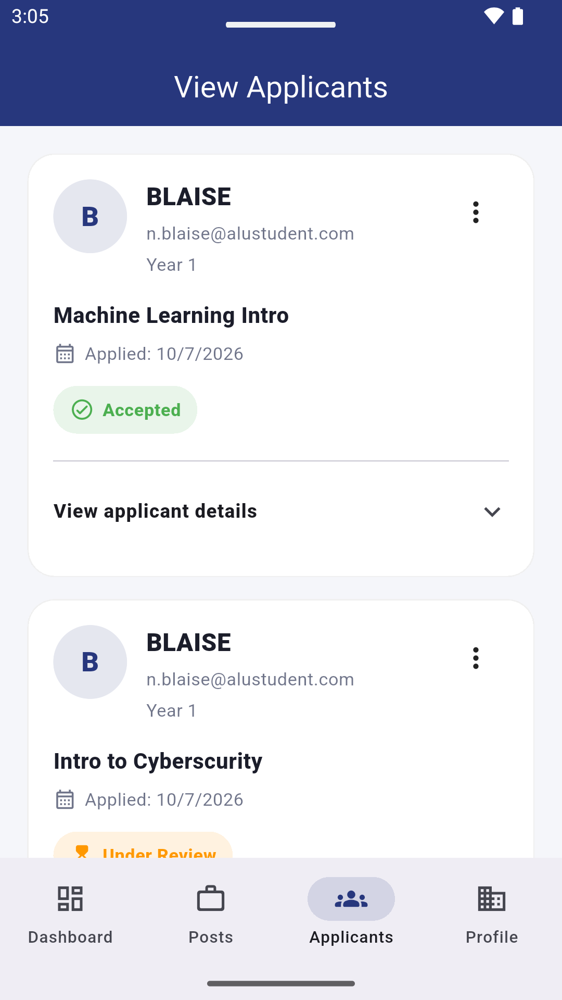 3:05
View Applicants
B
BLAISE
n.blaise@alustudent.com
Year 1
Machine Learning Intro
Applied: 10/7/2026
Accepted
View applicant details
B
BLAISE
n.blaise@alustudent.com
Year 1
Intro to Cyberscurity
Applied: 10/7/2026
Under Review
Dashboard
Posts
Applicants
Profile